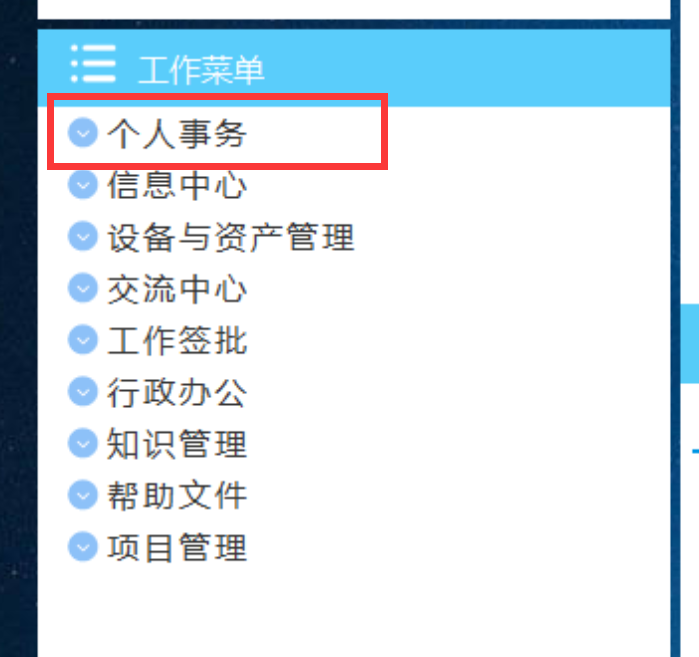 工作菜单
个人事务
信息中心
设备与资产管理
交流中心
工作签批
行政办公
知识管理
帮助文件
项目管理